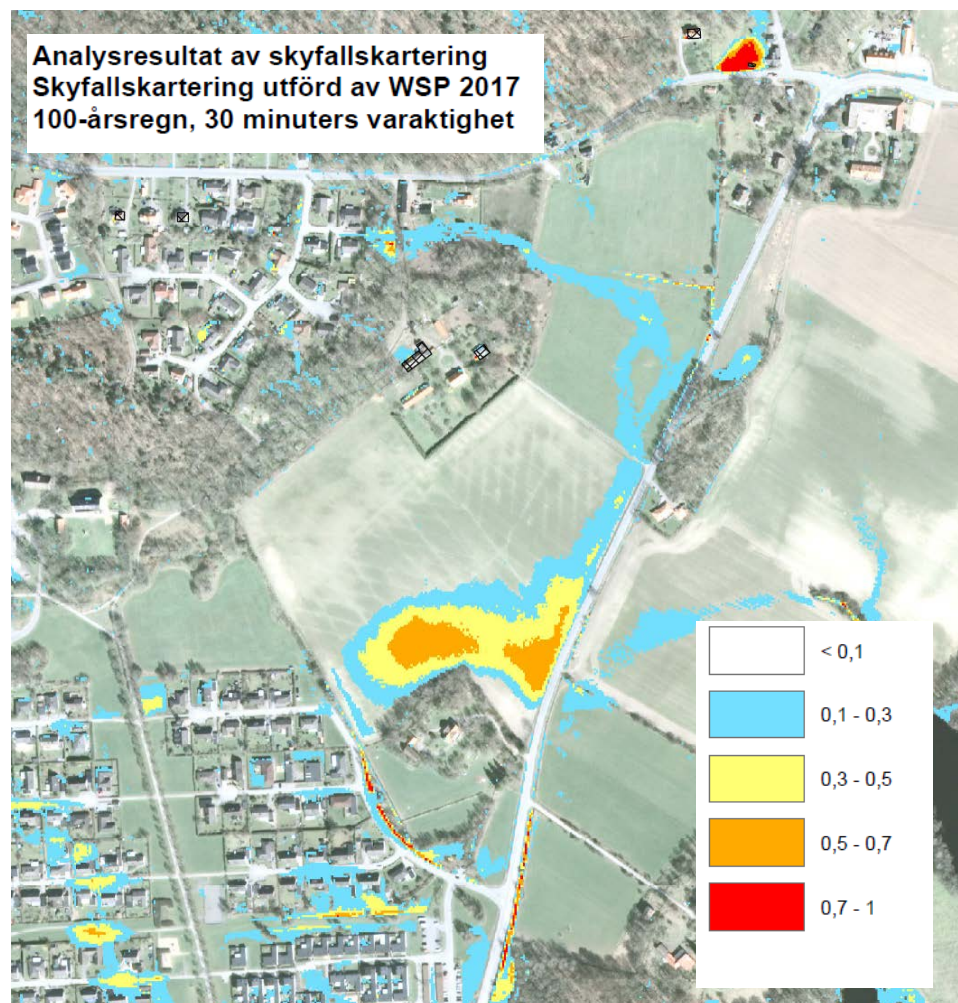 Analysresultat av skyfallskartering
Skyfallskartering utförd av WSP 2017
100-årsregn, 30 minuters varaktighet
< 0,1
0,1 - 0,3
0,3 - 0,5
0,5 - 0,7
0,7 - 1